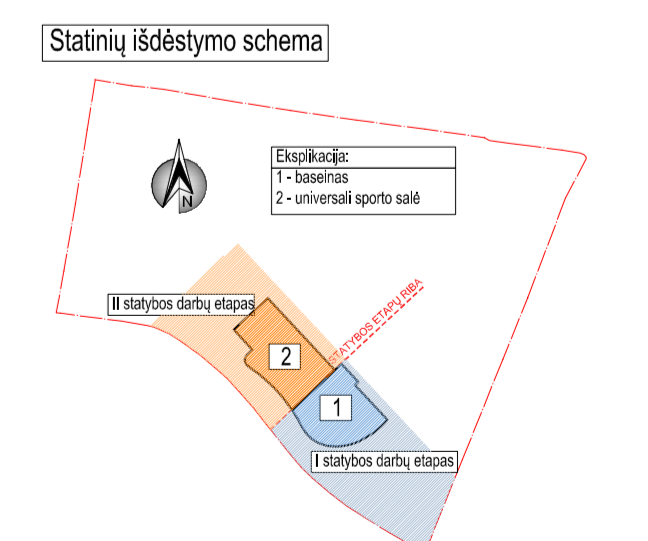 Statinių išdėstymo schema
Eksplikacija:
1 - baseinas
2 - universali sporto salė
N
II statybos darbų etapas
STATYBOS ETAPŲ RIBA
2
1
I statybos darbų etapas